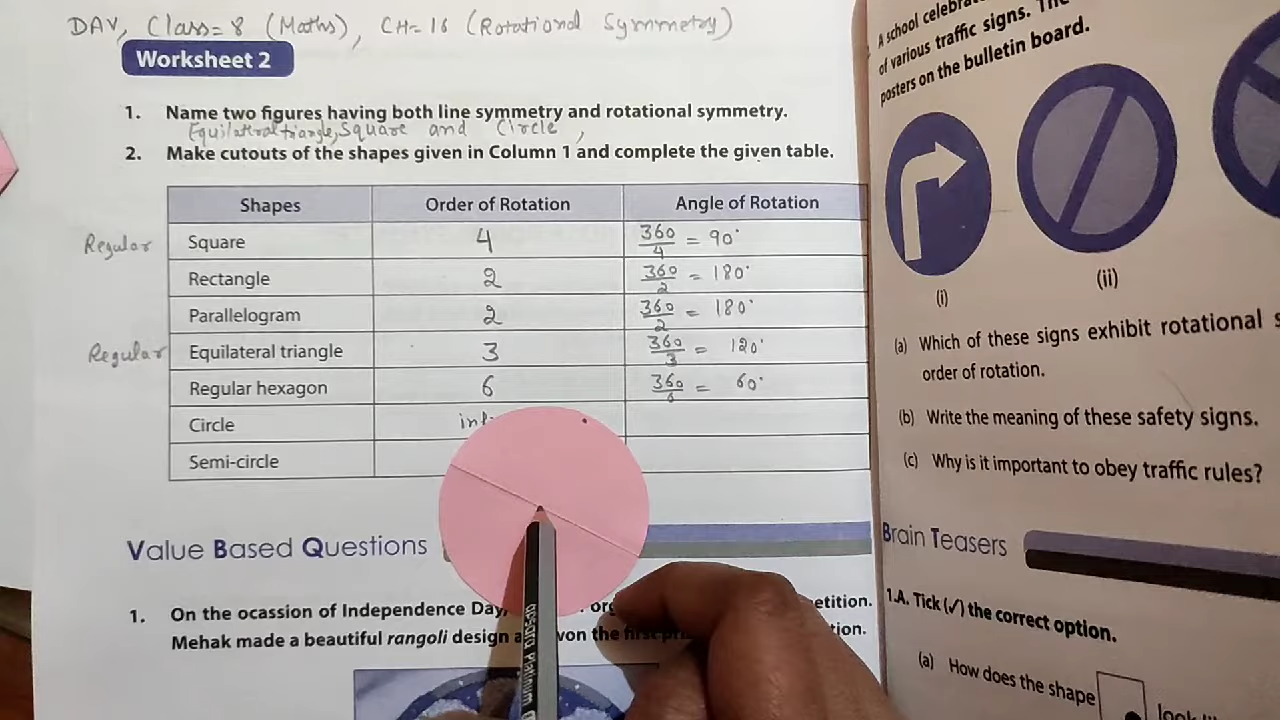 DAV, Class=8 (Maths), CH=16 (Rotational Symmetry)
Worksheet 2
1. Name two figures having both line symmetry and rotational symmetry.
Equilateral triangle, Square and Circle,
2. Make cutouts of the shapes given in Column 1 and complete the given table.
Shapes Order of Rotation Angle of Rotation
Regular Square 4 360/4 = 90°
Rectangle 2 360/2 = 180°
Parallelogram 2 360/2 = 180°
Regular Equilateral triangle 3 360/3 = 120°
Regular hexagon 6 360/6 = 60°
Circle
Semi-circle
Value Based Questions
1. On the ocassion of Independence Day,
Mehak made a beautiful rangoli design won the first
A school
of various traffic signs.
posters on the bulletin board.
(i)
(ii)
(a) Which of these signs exhibit rotational
order of rotation.
(b) Write the meaning of these safety signs.
(c) Why is it important to obey traffic rules?
Brain Teasers
1.A. Tick (✓) the correct option.
(a) How does the shape